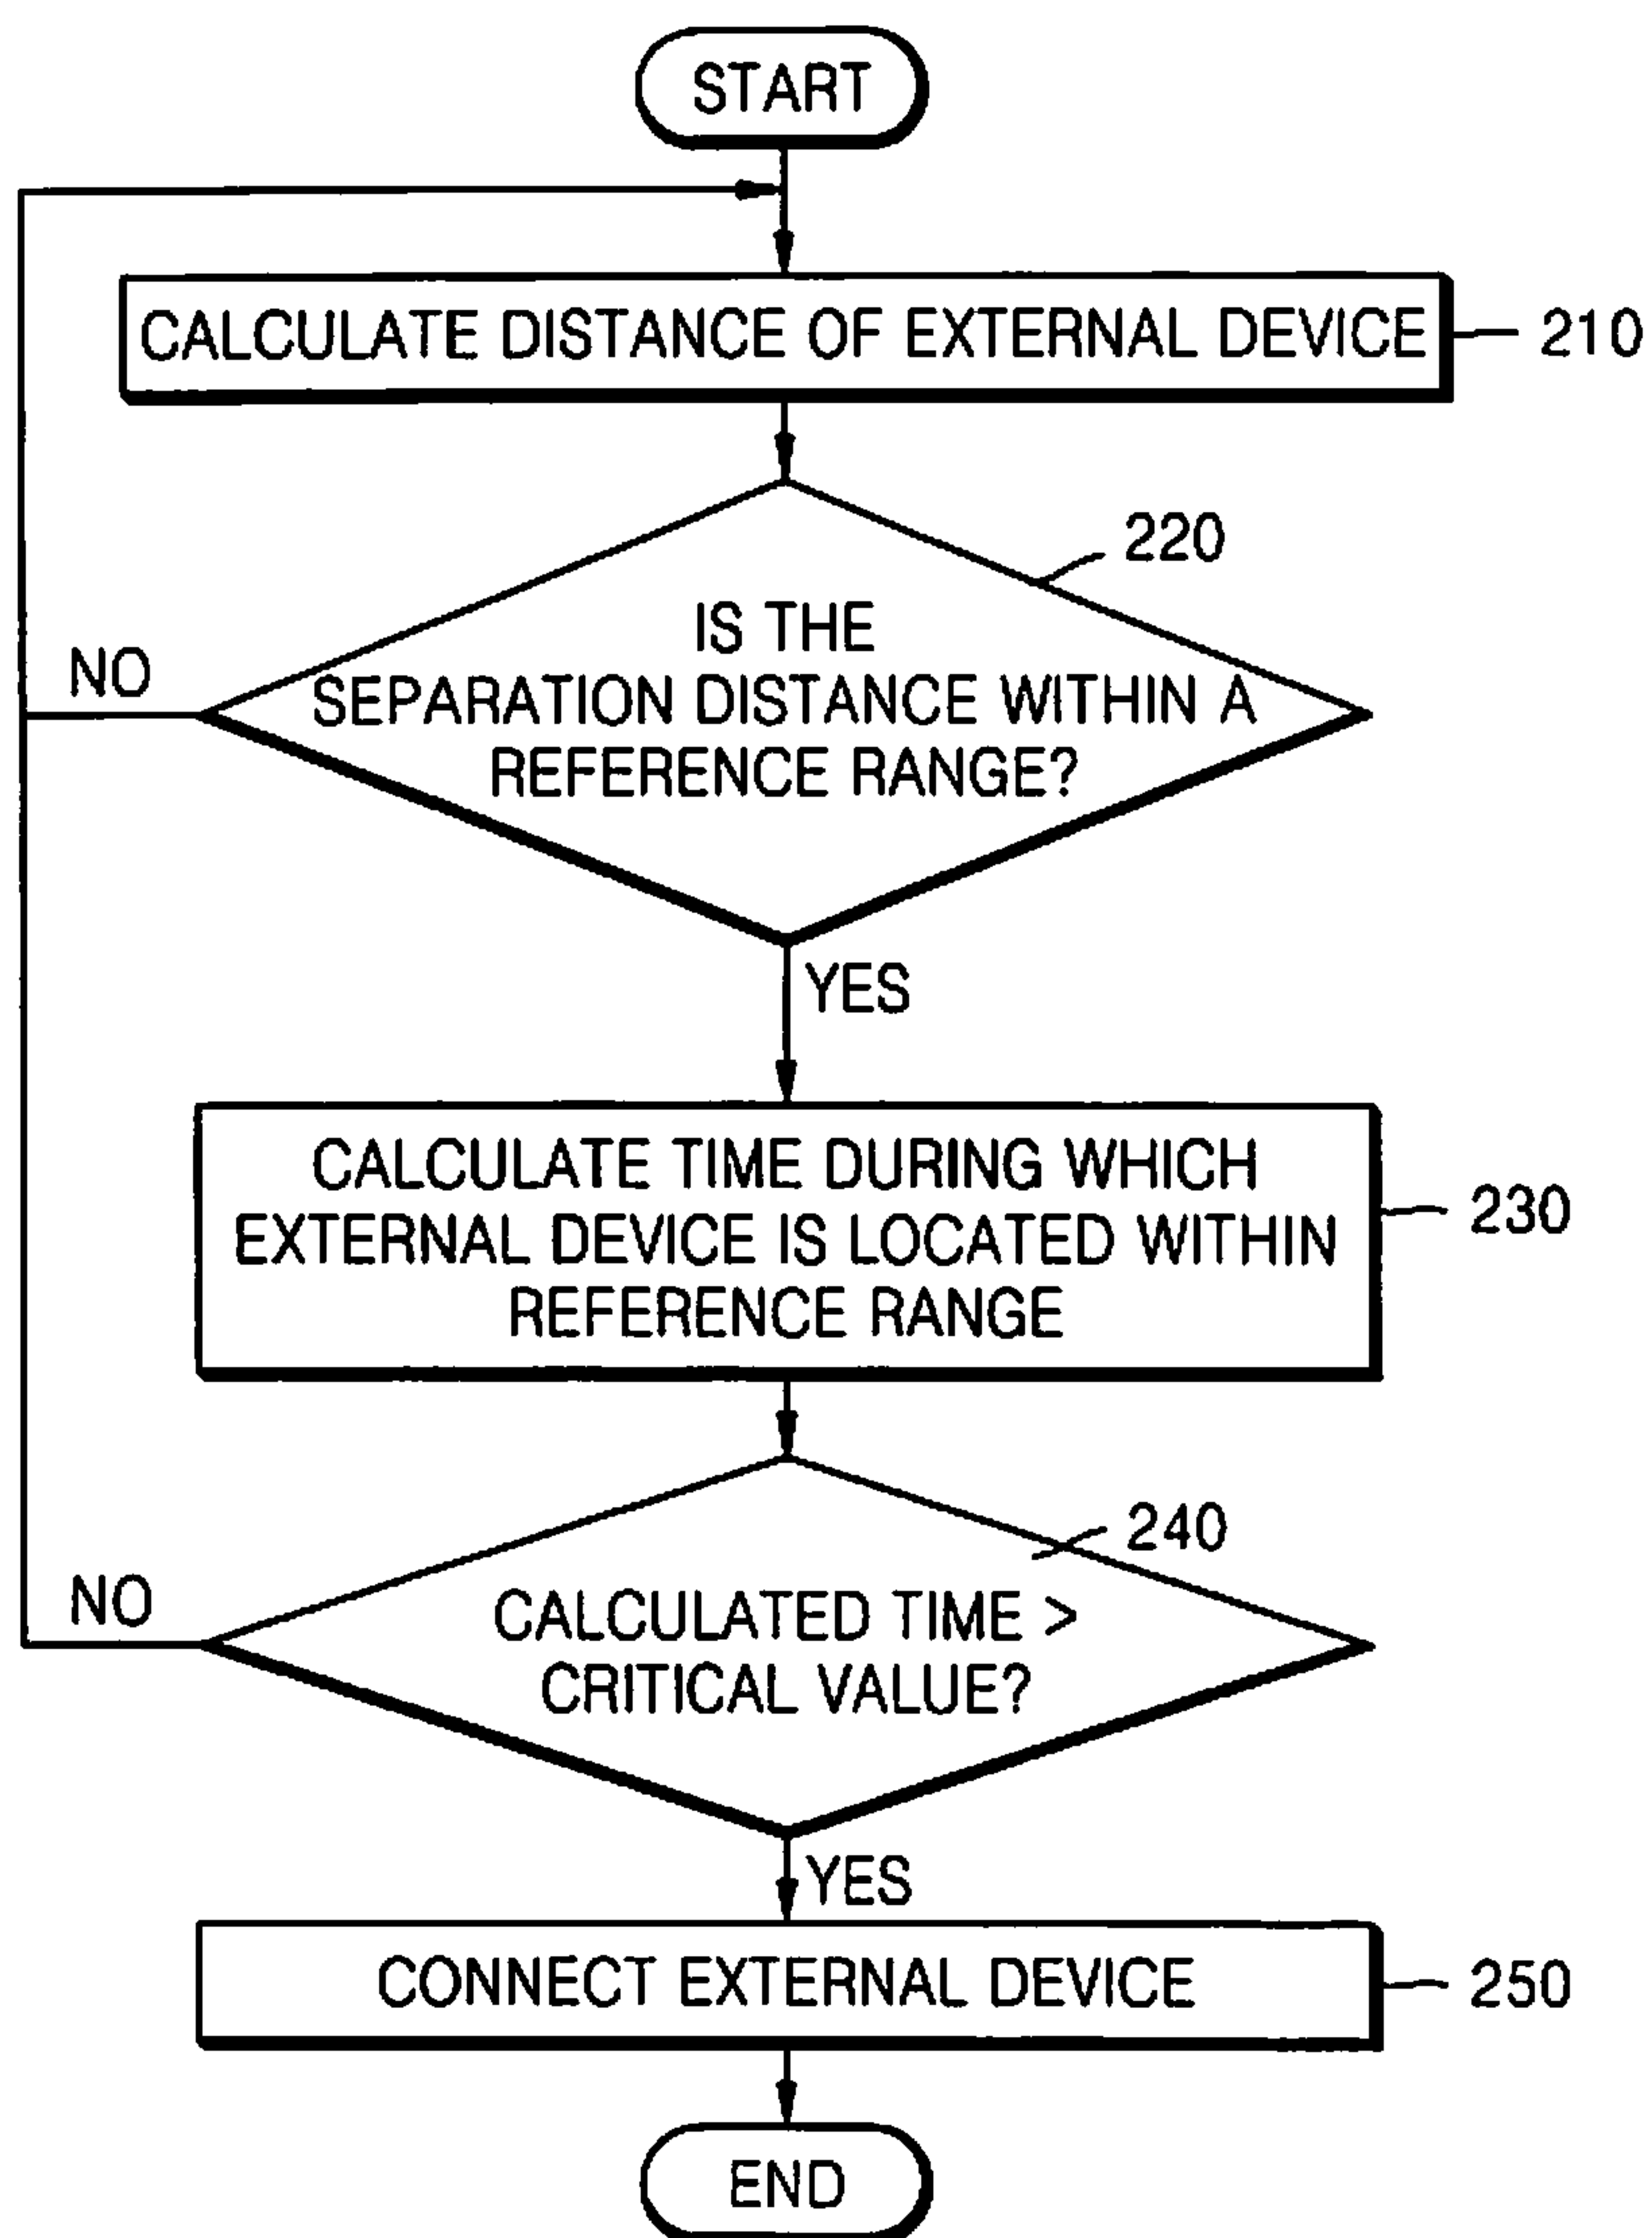 START
CALCULATE DISTANCE OF EXTERNAL DEVICE
210
220
IS THE
SEPARATION DISTANCE WITHIN A
REFERENCE RANGE?
NO
YES
CALCULATE TIME DURING WHICH
EXTERNAL DEVICE IS LOCATED WITHIN
REFERENCE RANGE
230
240
CALCULATED TIME >
CRITICAL VALUE?
NO
YES
CONNECT EXTERNAL DEVICE
250
END